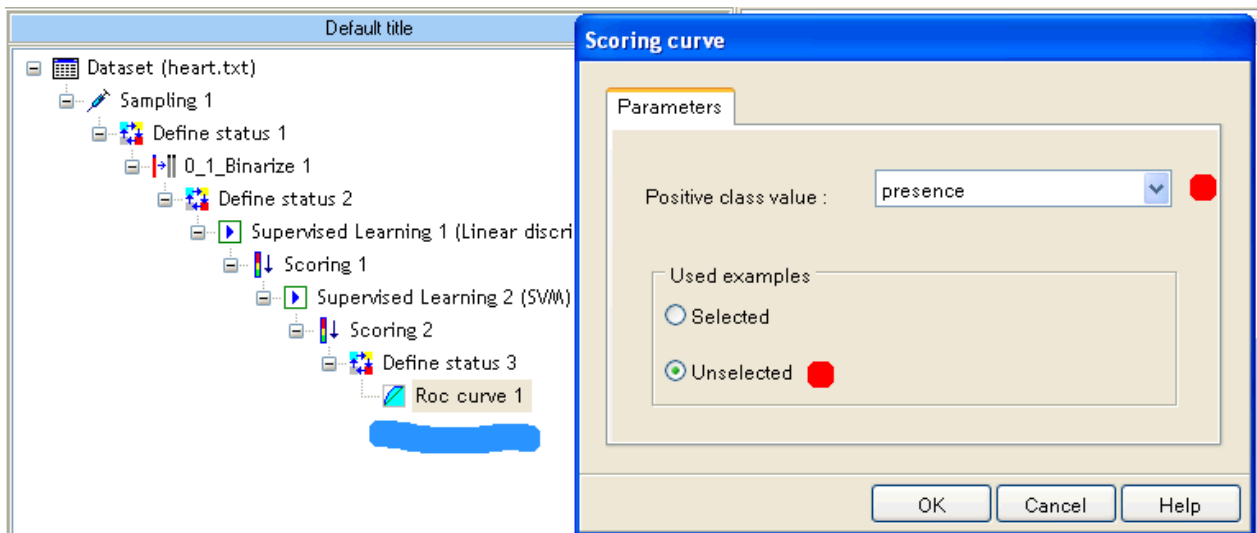 Default title
Dataset (heart.txt)
Sampling 1
Define status 1
0_1_Binarize 1
Define status 2
Supervised Learning 1 (Linear discri
Scoring 1
Supervised Learning 2 (SVM)
Scoring 2
Define status 3
Roc curve 1
Scoring curve
Parameters
Positive class value :
presence
Used examples
Selected
Unselected
OK
Cancel
Help